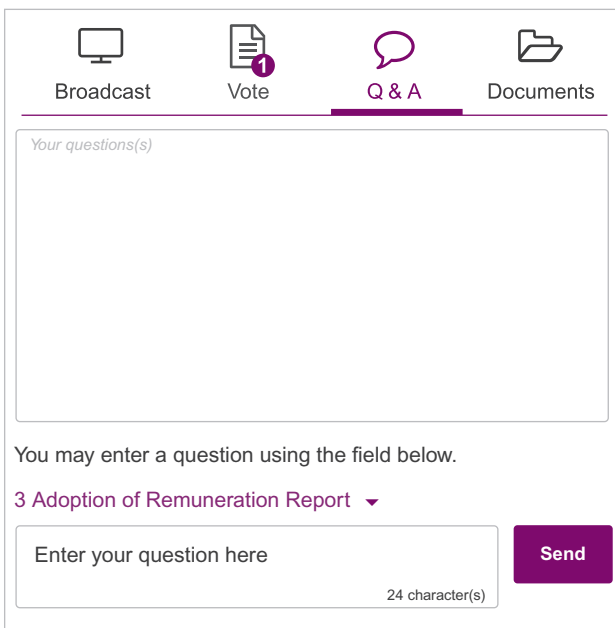 1
Broadcast Vote Q & A Documents
Your questions(s)
You may enter a question using the field below.
3 Adoption of Remuneration Report
Enter your question here
Send
24 character(s)